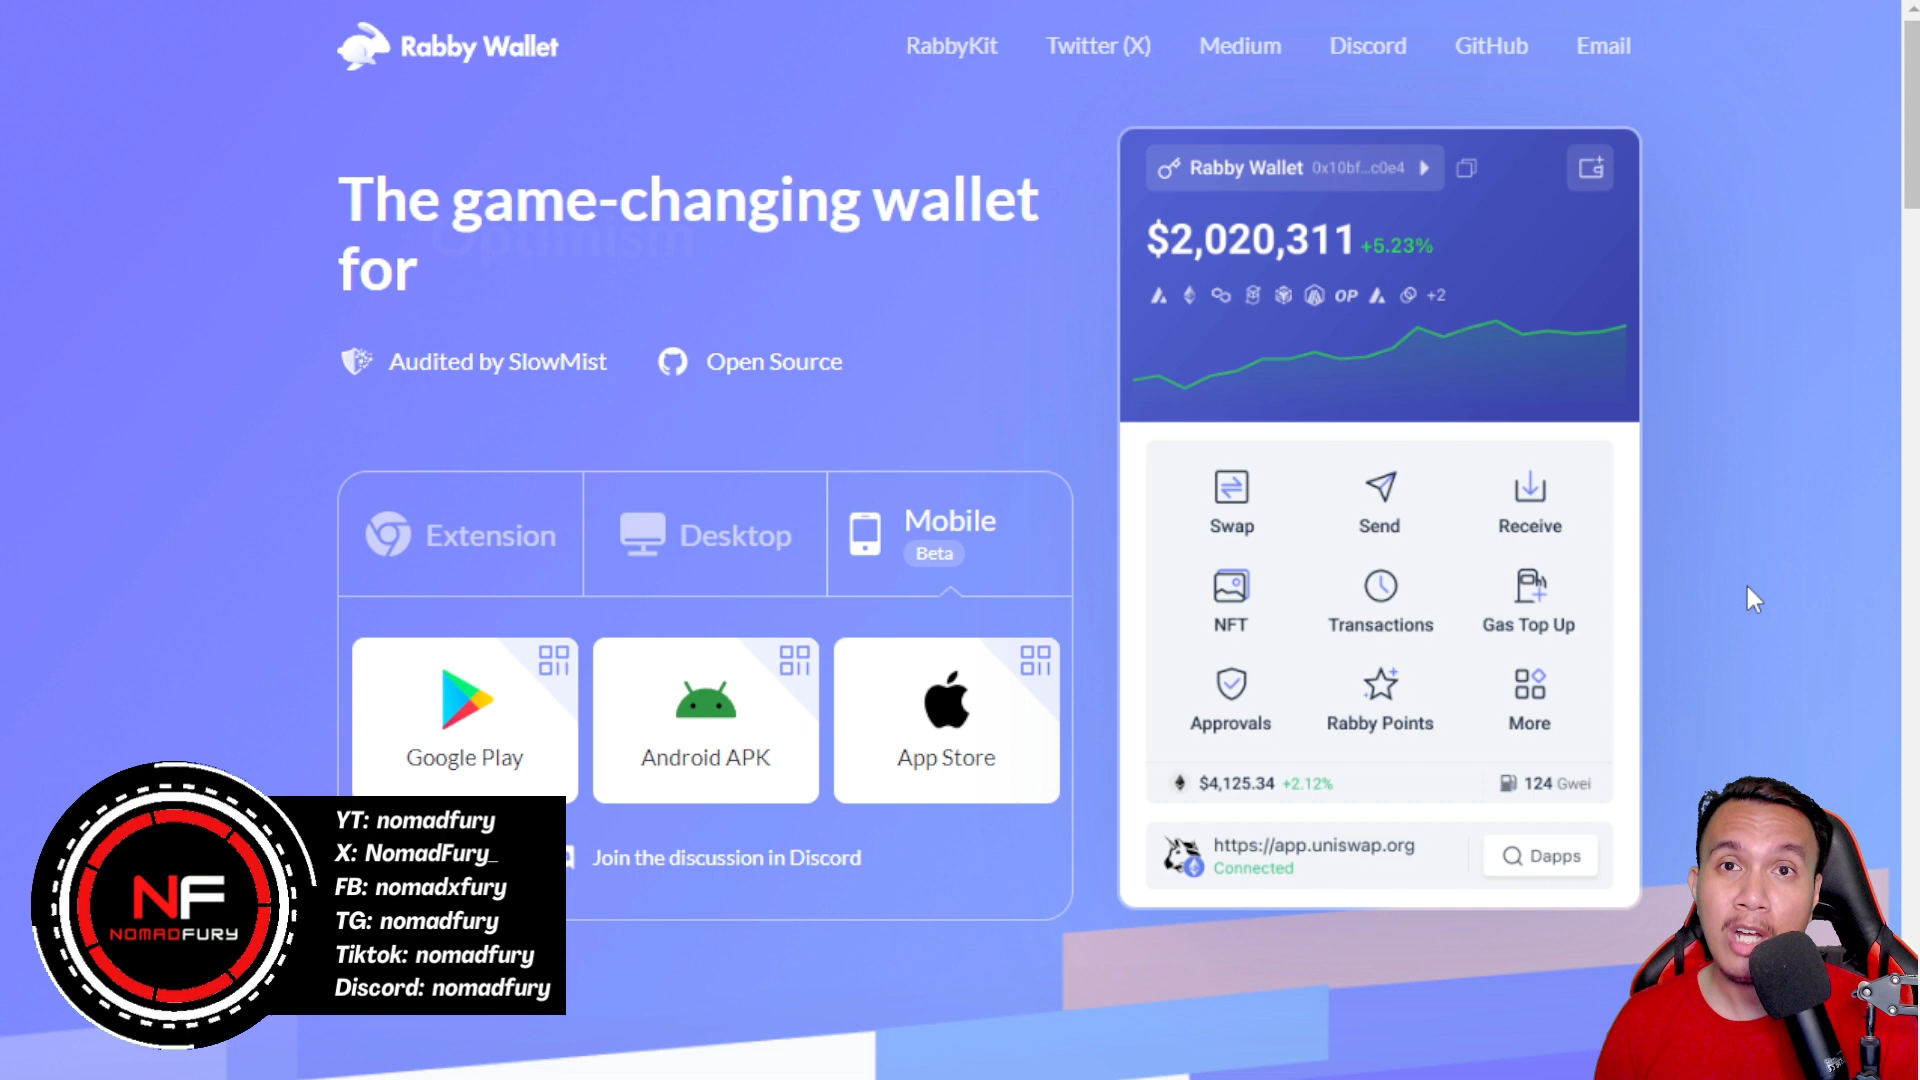 Rabby Wallet
RabbyKit
Twitter (X)
Medium
Discord
GitHub
Email
The game-changing wallet
for
Optimism
Audited by SlowMist
Open Source
Extension
Desktop
Mobile
Beta
Google Play
Android APK
App Store
Join the discussion in Discord
Rabby Wallet 0x10bf...c0e4
$2,020,311 +5.23%
OP +2
Swap
Send
Receive
NFT
Transactions
Gas Top Up
Approvals
Rabby Points
More
$4,125.34 +2.12%
124 Gwei
https://app.uniswap.org
Connected
Dapps
NF
NOMADFURY
YT: nomadfury
X: NomadFury_
FB: nomadxfury
TG: nomadfury
Tiktok: nomadfury
Discord: nomadfury